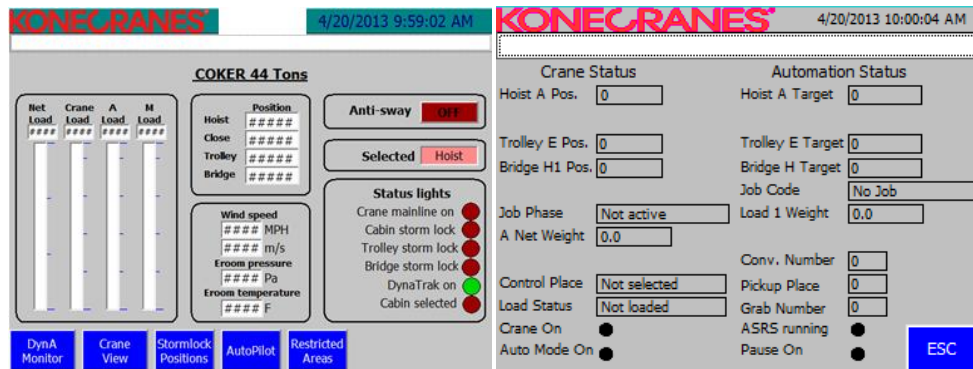 KONECRANES
4/20/2013 9:59:02 AM
COKER 44 Tons
Net Load
Crane Load
A Load
M Load
####
####
####
####
Position
Hoist #####
Close #####
Trolley #####
Bridge #####
Wind speed
#### MPH
#### m/s
Eroom pressure
#### Pa
Eroom temperature
#### F
Anti-sway OFF
Selected Hoist
Status lights
Crane mainline on
Cabin storm lock
Trolley storm lock
Bridge storm lock
DynaTrak on
Cabin selected
DynA Monitor
Crane View
Stormlock Positions
AutoPilot
Restricted Areas
KONECRANES
4/20/2013 10:00:04 AM
Crane Status
Hoist A Pos. 0
Trolley E Pos. 0
Bridge H1 Pos. 0
Job Phase Not active
A Net Weight 0.0
Control Place Not selected
Load Status Not loaded
Crane On
Auto Mode On
Automation Status
Hoist A Target 0
Trolley E Target 0
Bridge H Target 0
Job Code No Job
Load 1 Weight 0.0
Conv. Number 0
Pickup Place 0
Grab Number 0
ASRS running
Pause On
ESC